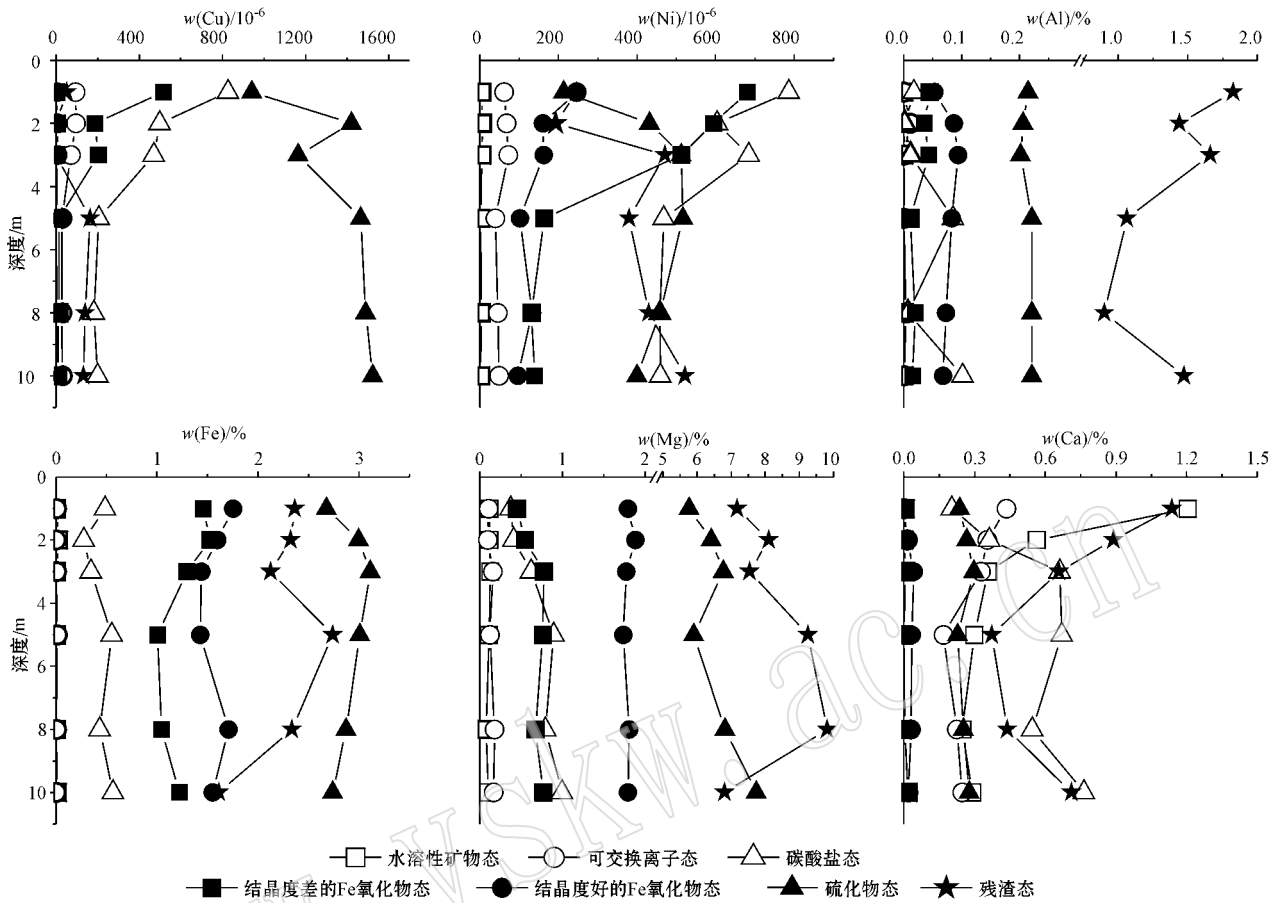 w(Cu)/10-6 w(Ni)/10-6 w(Al)/%
0 400 800 1200 1600 0 200 400 600 800 0.0 0.1 0.2 1.0 1.5 2.0
0
2
4
6
8
10
深度/m
w(Fe)/% w(Mg)/% w(Ca)/%
0 1 2 3 0 1 2 5 6 7 8 9 10 0.0 0.3 0.6 0.9 1.2 1.5
0
2
4
6
8
10
深度/m
水溶性矿物态 可交换离子态 碳酸盐态
结晶度差的Fe氧化物态 结晶度好的Fe氧化物态 硫化物态 残渣态
www.yskw.ac.cn